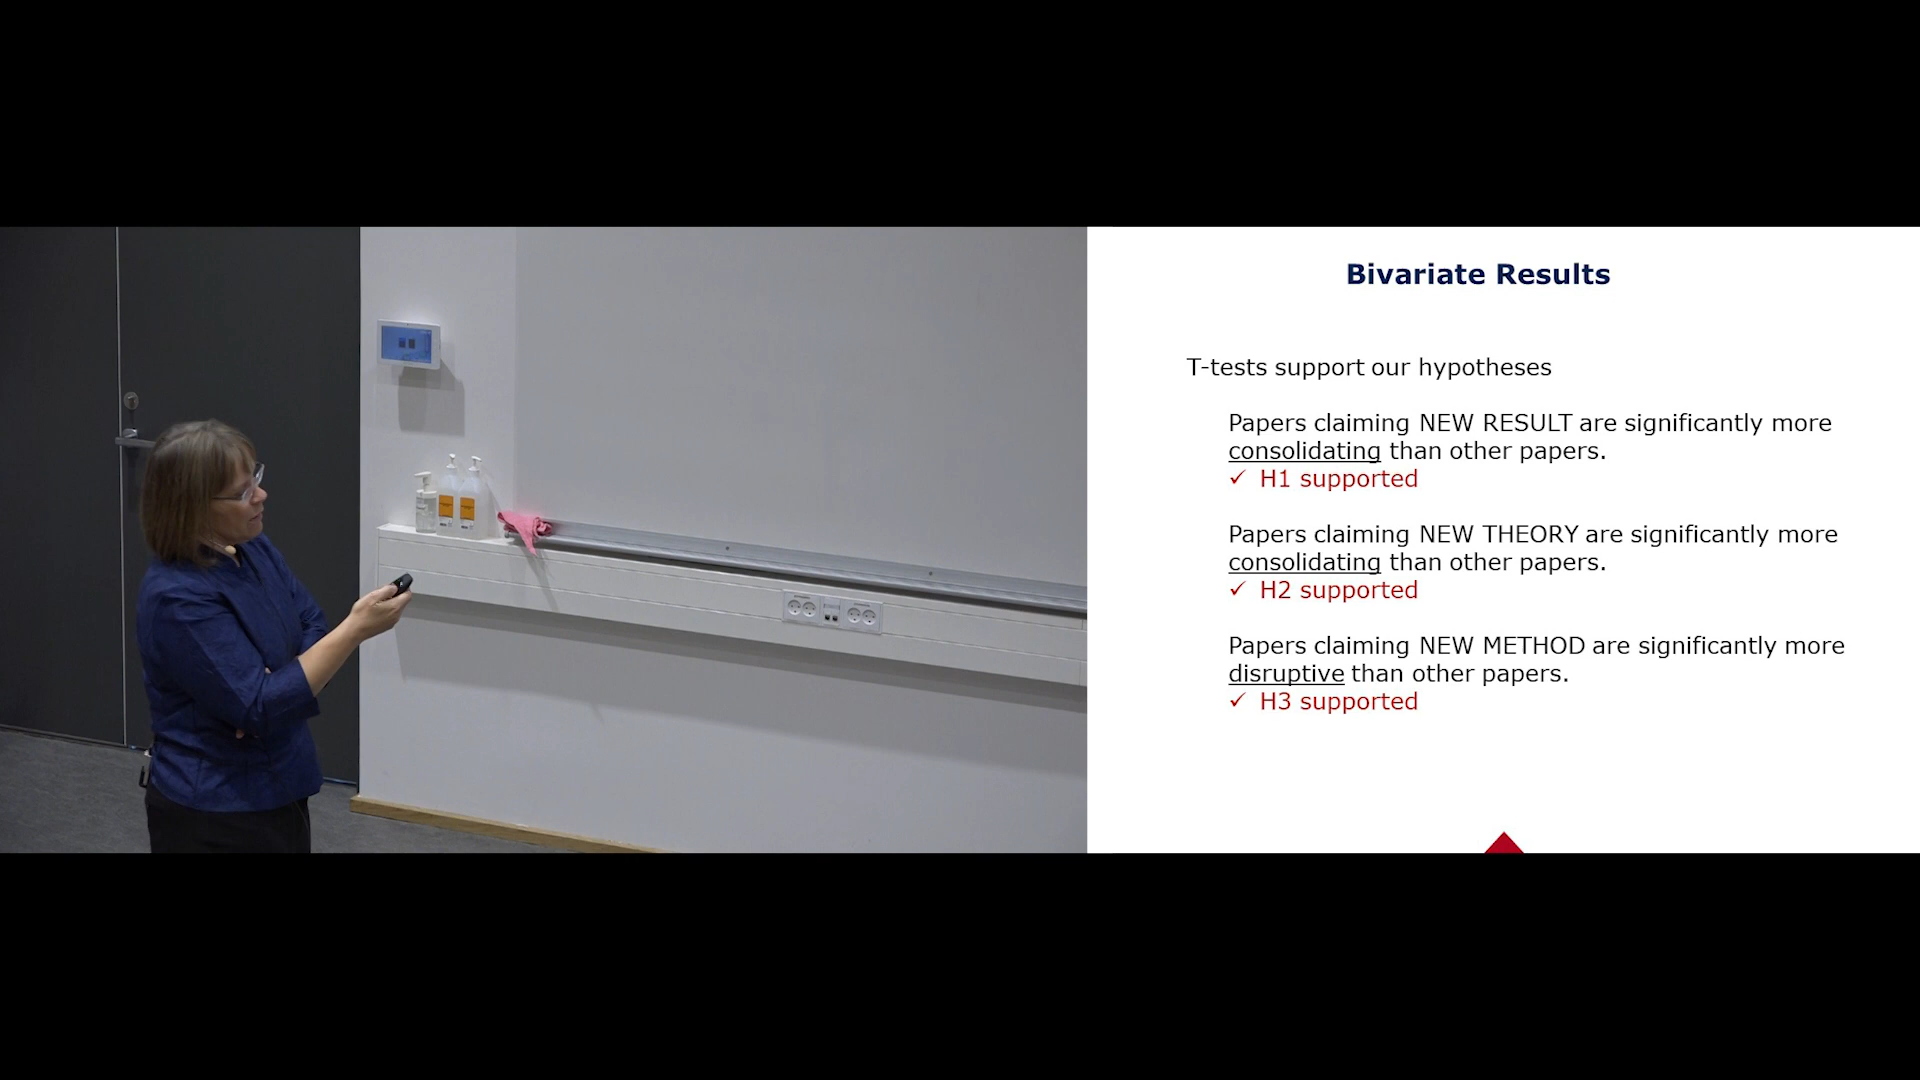 Bivariate Results
T-tests support our hypotheses
Papers claiming NEW RESULT are significantly more
consolidating than other papers.
✓ H1 supported
Papers claiming NEW THEORY are significantly more
consolidating than other papers.
✓ H2 supported
Papers claiming NEW METHOD are significantly more
disruptive than other papers.
✓ H3 supported